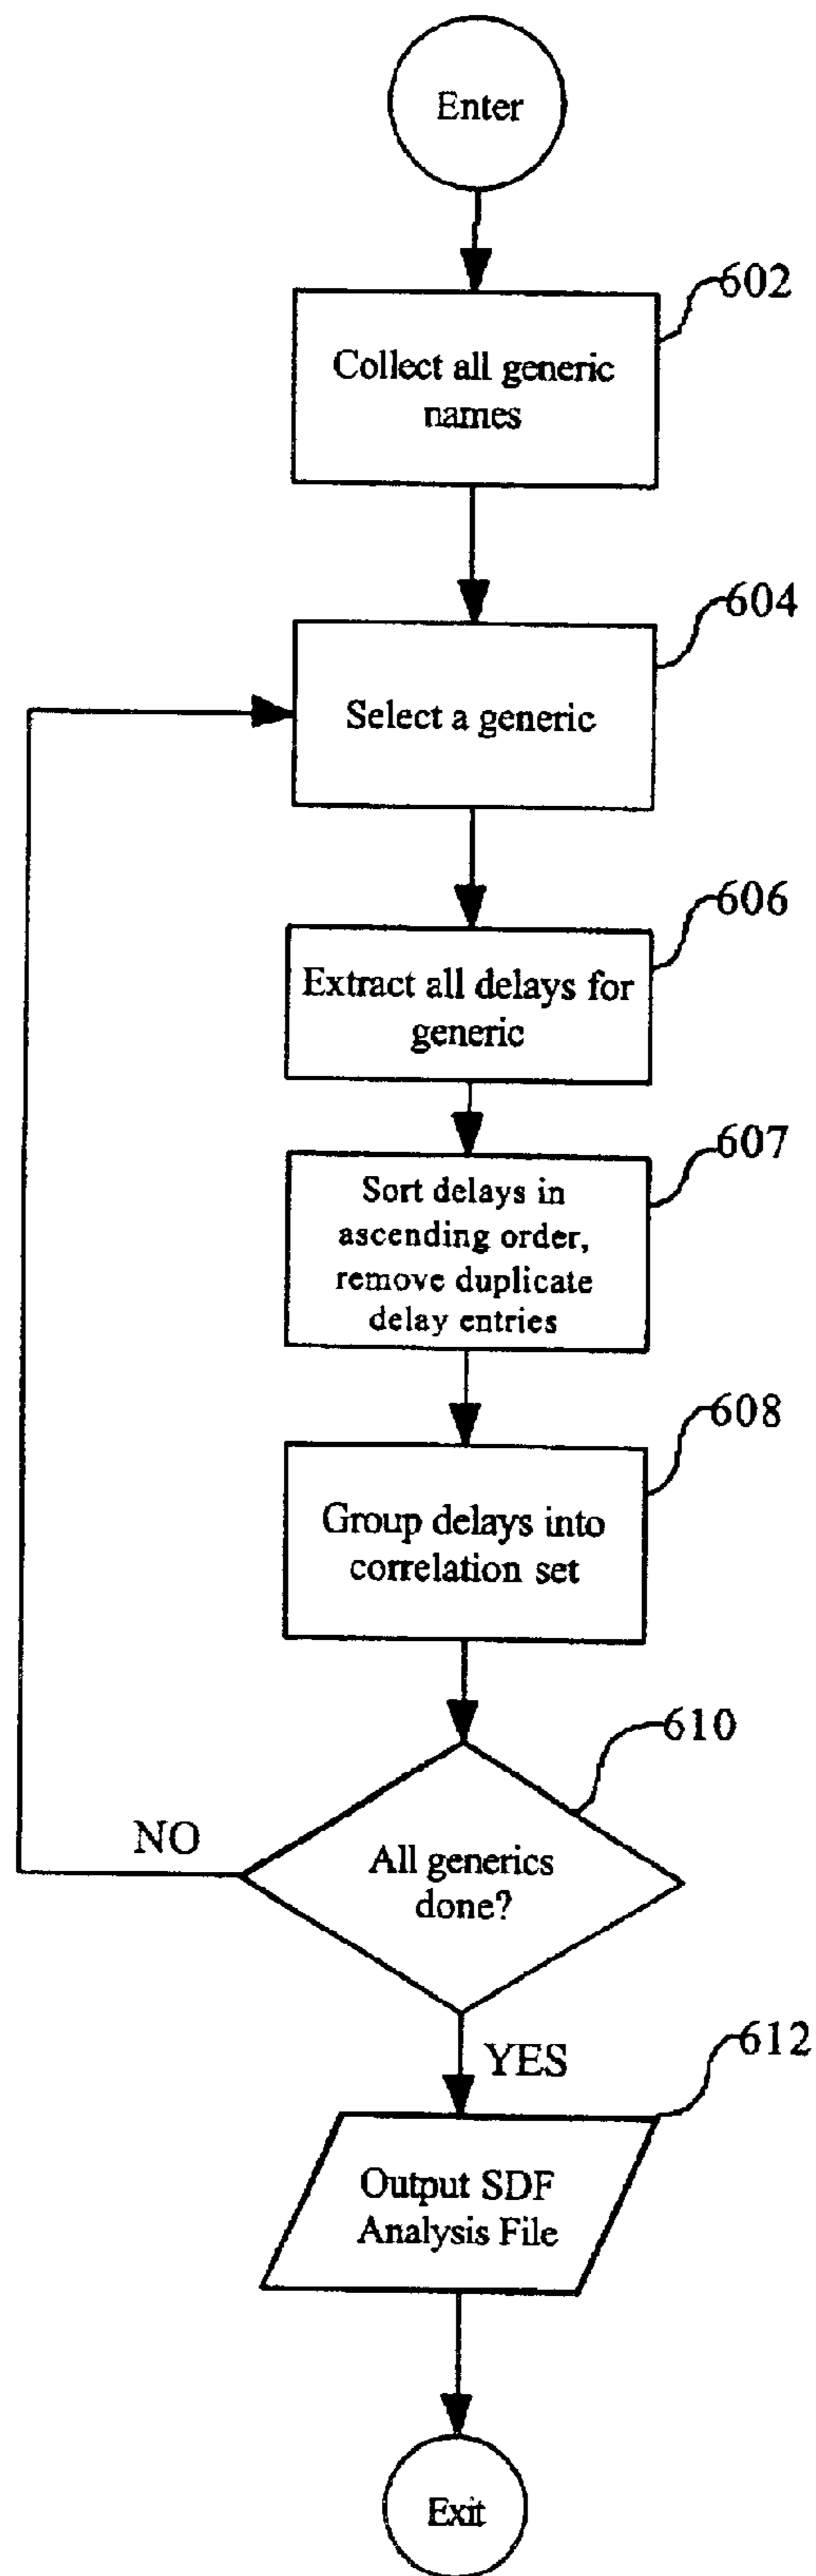 Enter
602
Collect all generic
names
604
Select a generic
606
Extract all delays for
generic
607
Sort delays in
ascending order,
remove duplicate
delay entries
608
Group delays into
correlation set
610
NO
All generics
done?
YES
612
Output SDF
Analysis File
Exit